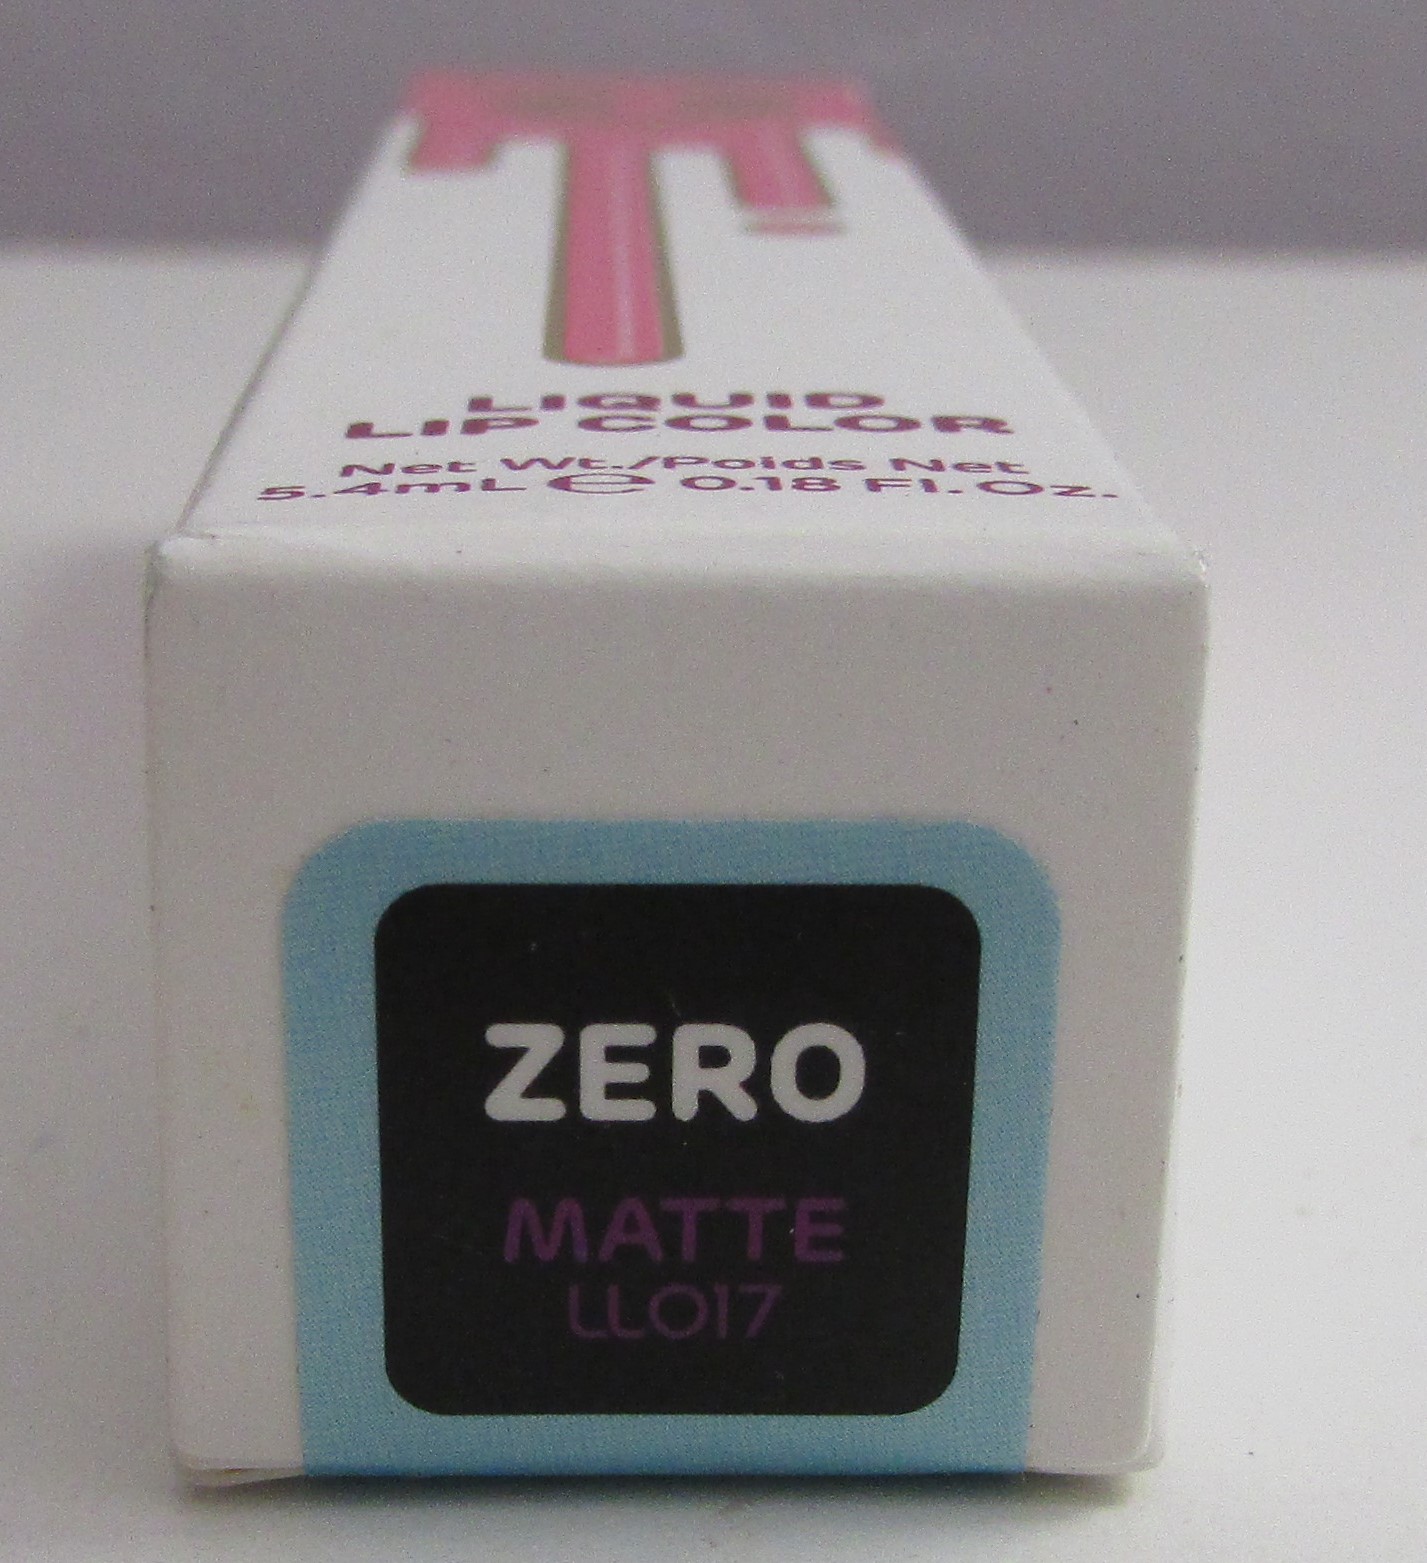 LIQUID
LIP COLOR
Net Wt./Poids Net
5.4mL ℮ 0.18 Fl. Oz.
ZERO
MATTE
LL017